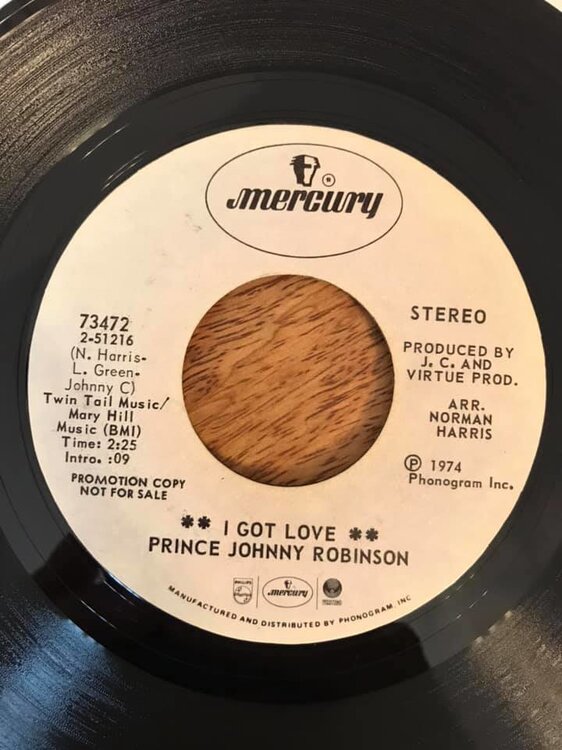 mercury
73472
2-51216
(N. Harris-
L. Green-
Johnny C)
Twin Tail Music/
Mary Hill
Music (BMI)
Time: 2:25
Intro. :09
PROMOTION COPY
NOT FOR SALE
STEREO
PRODUCED BY
J. C. AND
VIRTUE PROD.
ARR.
NORMAN
HARRIS
Ⓟ 1974
Phonogram Inc.
** I GOT LOVE **
PRINCE JOHNNY ROBINSON
PHILIPS
mercury
MANUFACTURED AND DISTRIBUTED BY PHONOGRAM, INC